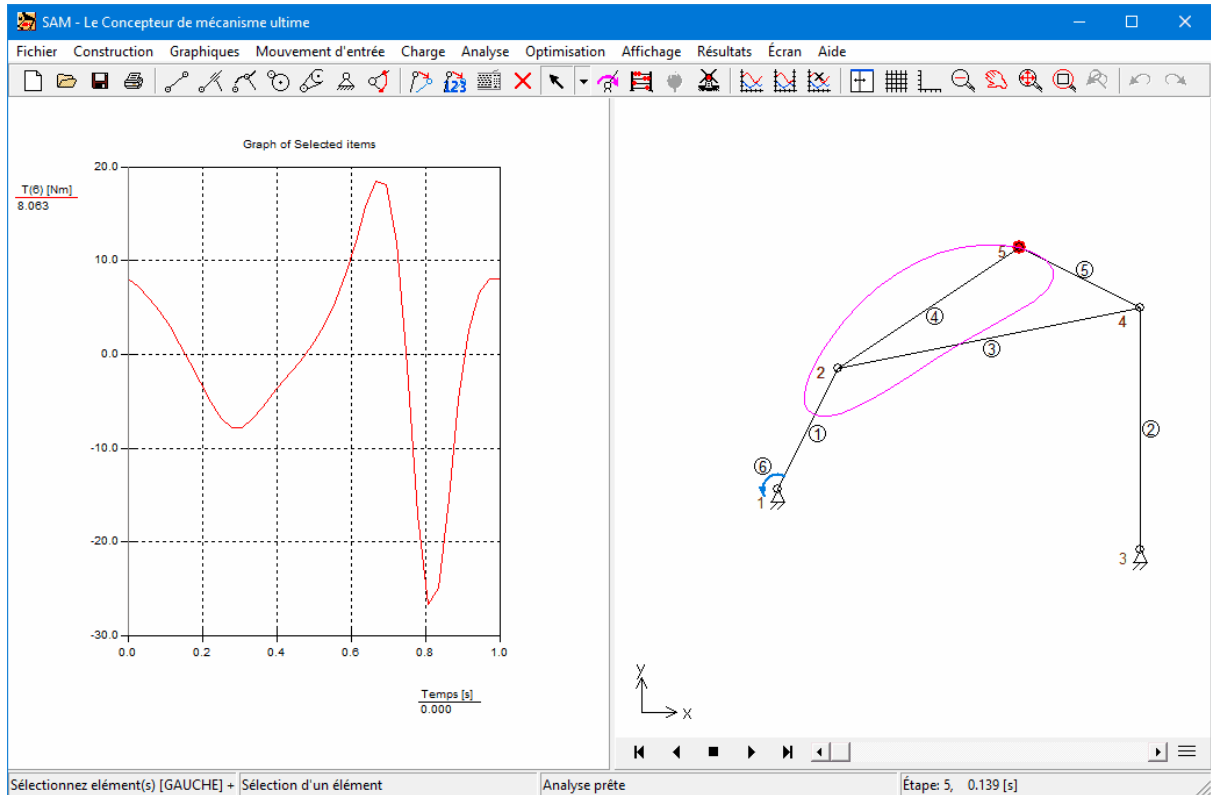 SAM - Le Concepteur de mécanisme ultime
Fichier Construction Graphiques Mouvement d'entrée Charge Analyse Optimisation Affichage Résultats Écran Aide
123
Graph of Selected items
T(6) [Nm]
8.063
20.0
10.0
0.0
-10.0
-20.0
-30.0
0.0 0.2 0.4 0.6 0.8 1.0
Temps [s]
0.000
5
5
4
4
3
2
2
1
6
1
3
y
x
Sélectionnez elément(s) [GAUCHE] + Sélection d'un élément Analyse prête Étape: 5, 0.139 [s]